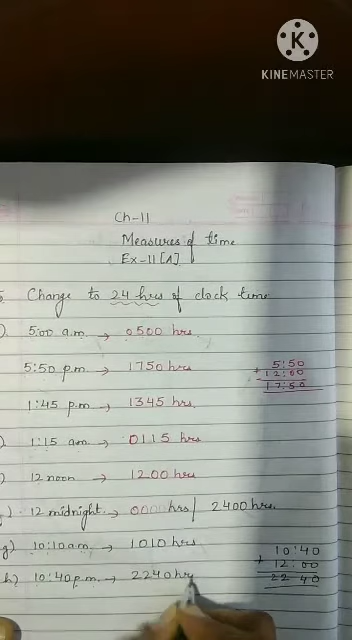 K
KINEMASTER
Ch-11
Measures of time
Ex-11[A]
Change to 24 hrs of clock time
) 5:00 a.m → 0500 hrs.
5:50 p.m → 1750 hrs
5:50
+ 12:00
17:50
1:45 p.m → 1345 hrs.
) 1:15 am → 0115 hrs
) 12 noon → 1200 hrs
) 12 midnight → 0000 hrs / 2400 hrs.
g) 10:10 am → 1010 hrs
h) 10:40 p.m → 2240 hrs
10:40
+ 12:00
22 40